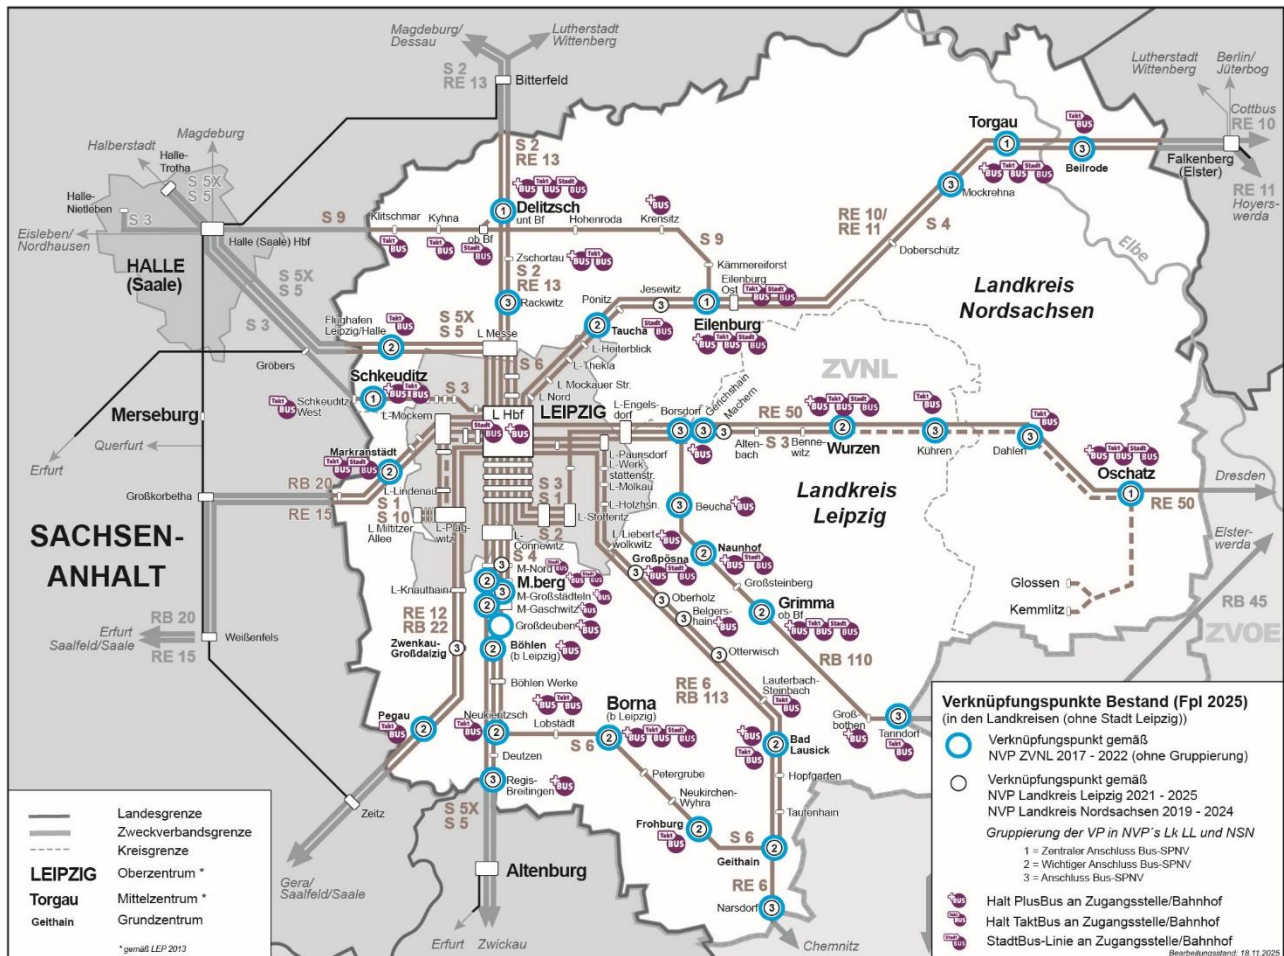 Magdeburg/
Dessau
Lutherstadt
Wittenberg
S 2
RE 13
Bitterfeld
Lutherstadt
Wittenberg
Berlin/
Jüterbog
Cottbus
RE 10
Falkenberg
(Elster)
RE 11
Hoyers-
werda
Magdeburg
Halberstadt
Halle-
Trotha
S 5X
S 5
Halle-
Nietleben
S 3
Eisleben/
Nordhausen
Halle (Saale) Hbf
HALLE
(Saale)
S 9
Klitschmar
Kyhna
ob Bf
S 2
RE 13
Delitzsch
unt Bf
Hohenroda
Krensitz
Zschortau
S 2
RE 13
Rackwitz
S 9
Kämmereiforst
Eilenburg
Ost
Jesewitz
Pönitz
Taucha
Eilenburg
RE 10/
RE 11
S 4
Doberschütz
Mockrehna
Torgau
Beilrode
Elbe
Landkreis
Nordsachsen
S 5X
S 5
S 3
Gröbers
Flughafen
Leipzig/Halle
S 5X
S 5
L Messe
S 6
L-Heiterblick
L-Thekla
L Mockauer Str.
L Nord
Schkeuditz
Schkeuditz
West
S 3
L-Möckern
L Hbf
LEIPZIG
L-Engels-
dorf
Borsdorf
Gerichshain
Machern
RE 50
Alten-
bach
S 3
Benne-
witz
Wurzen
Kühren
Dahlen
Oschatz
RE 50
Dresden
ZVNL
Merseburg
Querfurt
Erfurt
Großkorbetha
Markranstädt
RB 20
RE 15
L-Lindenau
S 1
S 10
L Miltitzer
Allee
L-Plag-
witz
S 3
S 1
S 2
L-Connewitz
L-Paunsdorf
L-Werk-
stättenstr.
L-Mölkau
L-Holzhsn.
L-Stötteritz
L-Liebert-
wolkwitz
Beucha
Naunhof
Großsteinberg
Grimma
ob Bf
RB 110
Groß-
bothen
Tanndorf
Landkreis
Leipzig
Glossen
Kemmlitz
Elster-
werda
RB 45
ZVOE
SACHSEN-
ANHALT
RB 20
Erfurt
Saalfeld/Saale
RE 15
Weißenfels
S 4
M-Nord
M.berg
M-Großstädteln
M-Gaschwitz
Großdeuben
Böhlen
(b Leipzig)
Böhlen Werke
L-Knauthain
RE 12
RB 22
Zwenkau-
Großdalzig
Pegau
Zeitz
Gera/
Saalfeld/Saale
Großpösna
Oberholz
Belgers-
hain
Otterwisch
RE 6
RB 113
Lauterbach-
Steinbach
Bad
Lausick
Hopfgarten
Tautenhain
Neukieritzsch
Lobstädt
Borna
(b Leipzig)
S 6
Petergrube
Neukirchen-
Wyhra
Frohburg
S 6
Geithain
RE 6
Narsdorf
Chemnitz
Deutzen
Regis-
Breitingen
S 5X
S 5
Altenburg
Erfurt
Zwickau
Landesgrenze
Zweckverbandsgrenze
Kreisgrenze
LEIPZIG Oberzentrum *
Torgau Mittelzentrum *
Geithain Grundzentrum
* gemäß LEP 2013
Verknüpfungspunkte Bestand (Fpl 2025)
(in den Landkreisen (ohne Stadt Leipzig))
Verknüpfungspunkt gemäß
NVP ZVNL 2017 - 2022 (ohne Gruppierung)
Verknüpfungspunkt gemäß
NVP Landkreis Leipzig 2021 - 2025
NVP Landkreis Nordsachsen 2019 - 2024
Gruppierung der VP in NVP´s Lk LL und NSN
1 = Zentraler Anschluss Bus-SPNV
2 = Wichtiger Anschluss Bus-SPNV
3 = Anschluss Bus-SPNV
+BUS Halt PlusBus an Zugangsstelle/Bahnhof
Takt BUS Halt TaktBus an Zugangsstelle/Bahnhof
Stadt BUS StadtBus-Linie an Zugangsstelle/Bahnhof
Bearbeitungsstand: 18.11.2025